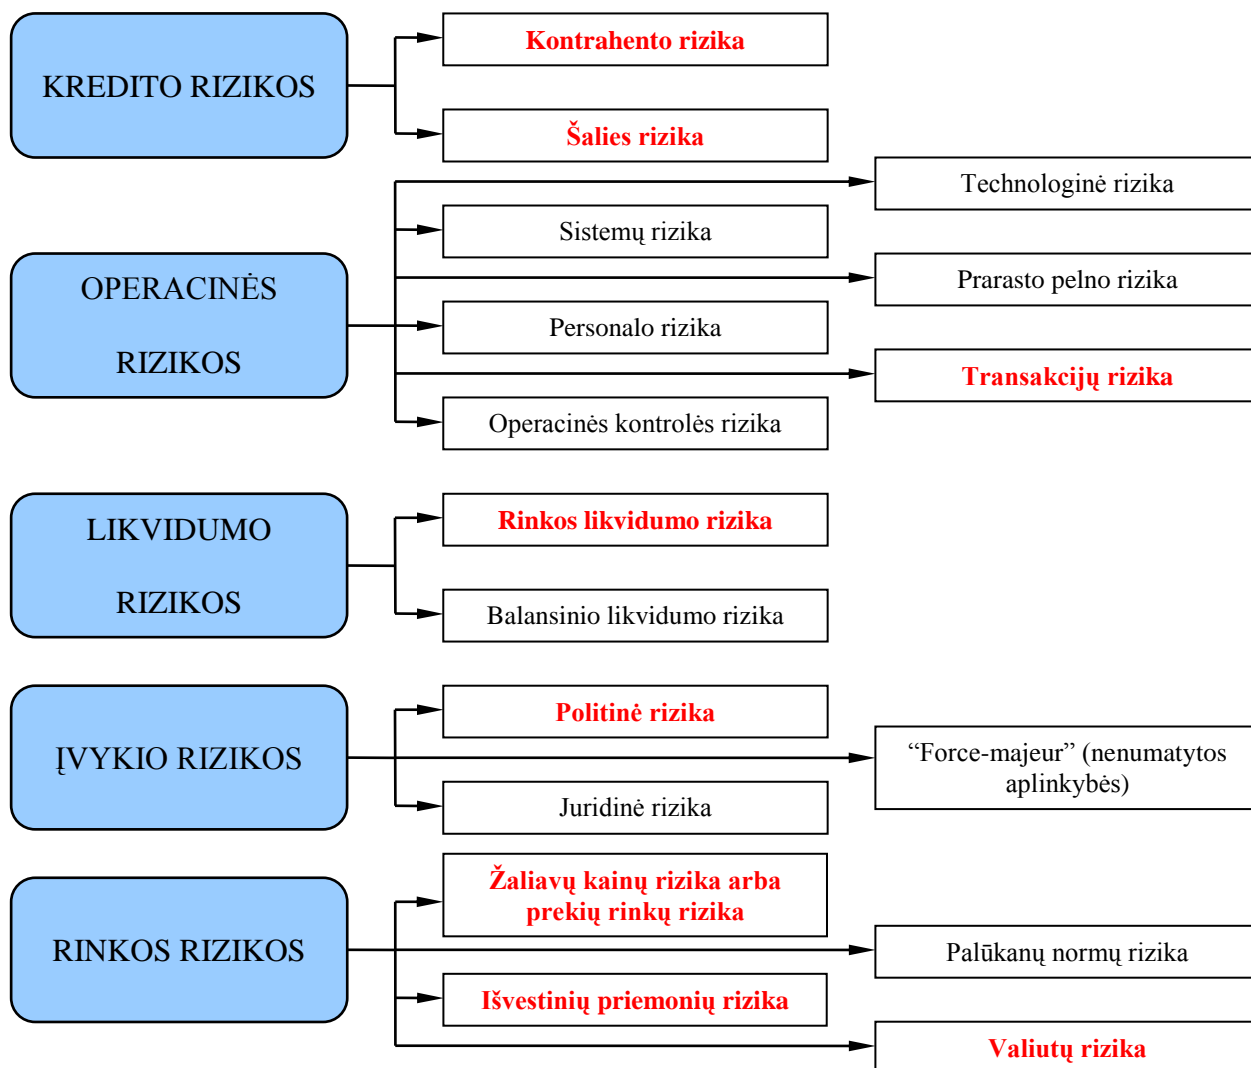 KREDITO RIZIKOS
Kontrahento rizika
Šalies rizika
OPERACINĖS
RIZIKOS
Technologinė rizika
Sistemų rizika
Prarasto pelno rizika
Personalo rizika
Transakcijų rizika
Operacinės kontrolės rizika
LIKVIDUMO
RIZIKOS
Rinkos likvidumo rizika
Balansinio likvidumo rizika
ĮVYKIO RIZIKOS
Politinė rizika
“Force-majeur” (nenumatytos
aplinkybės)
Juridinė rizika
RINKOS RIZIKOS
Žaliavų kainų rizika arba
prekių rinkų rizika
Palūkanų normų rizika
Išvestinių priemonių rizika
Valiutų rizika